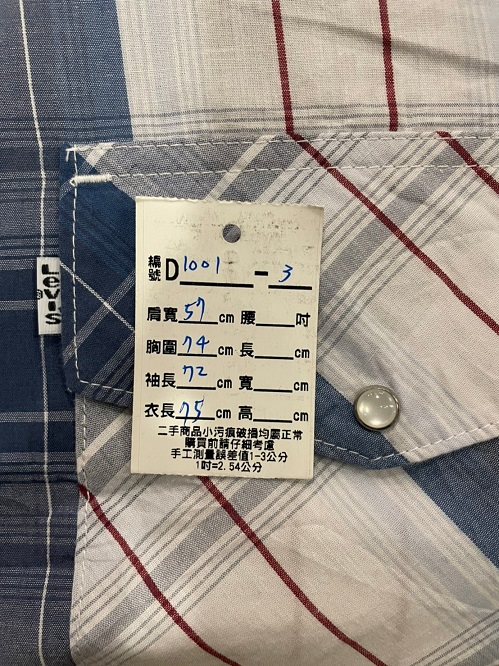 LEVI'S
®
編號 D 1001 - 3
肩寬 57 cm 腰 吋
胸圍 74 cm 長 cm
袖長 72 cm 寬 cm
衣長 75 cm 高 cm
二手商品小污痕破損均屬正常
購買前請仔細考慮
手工測量誤差值1-3公分
1吋=2.54公分